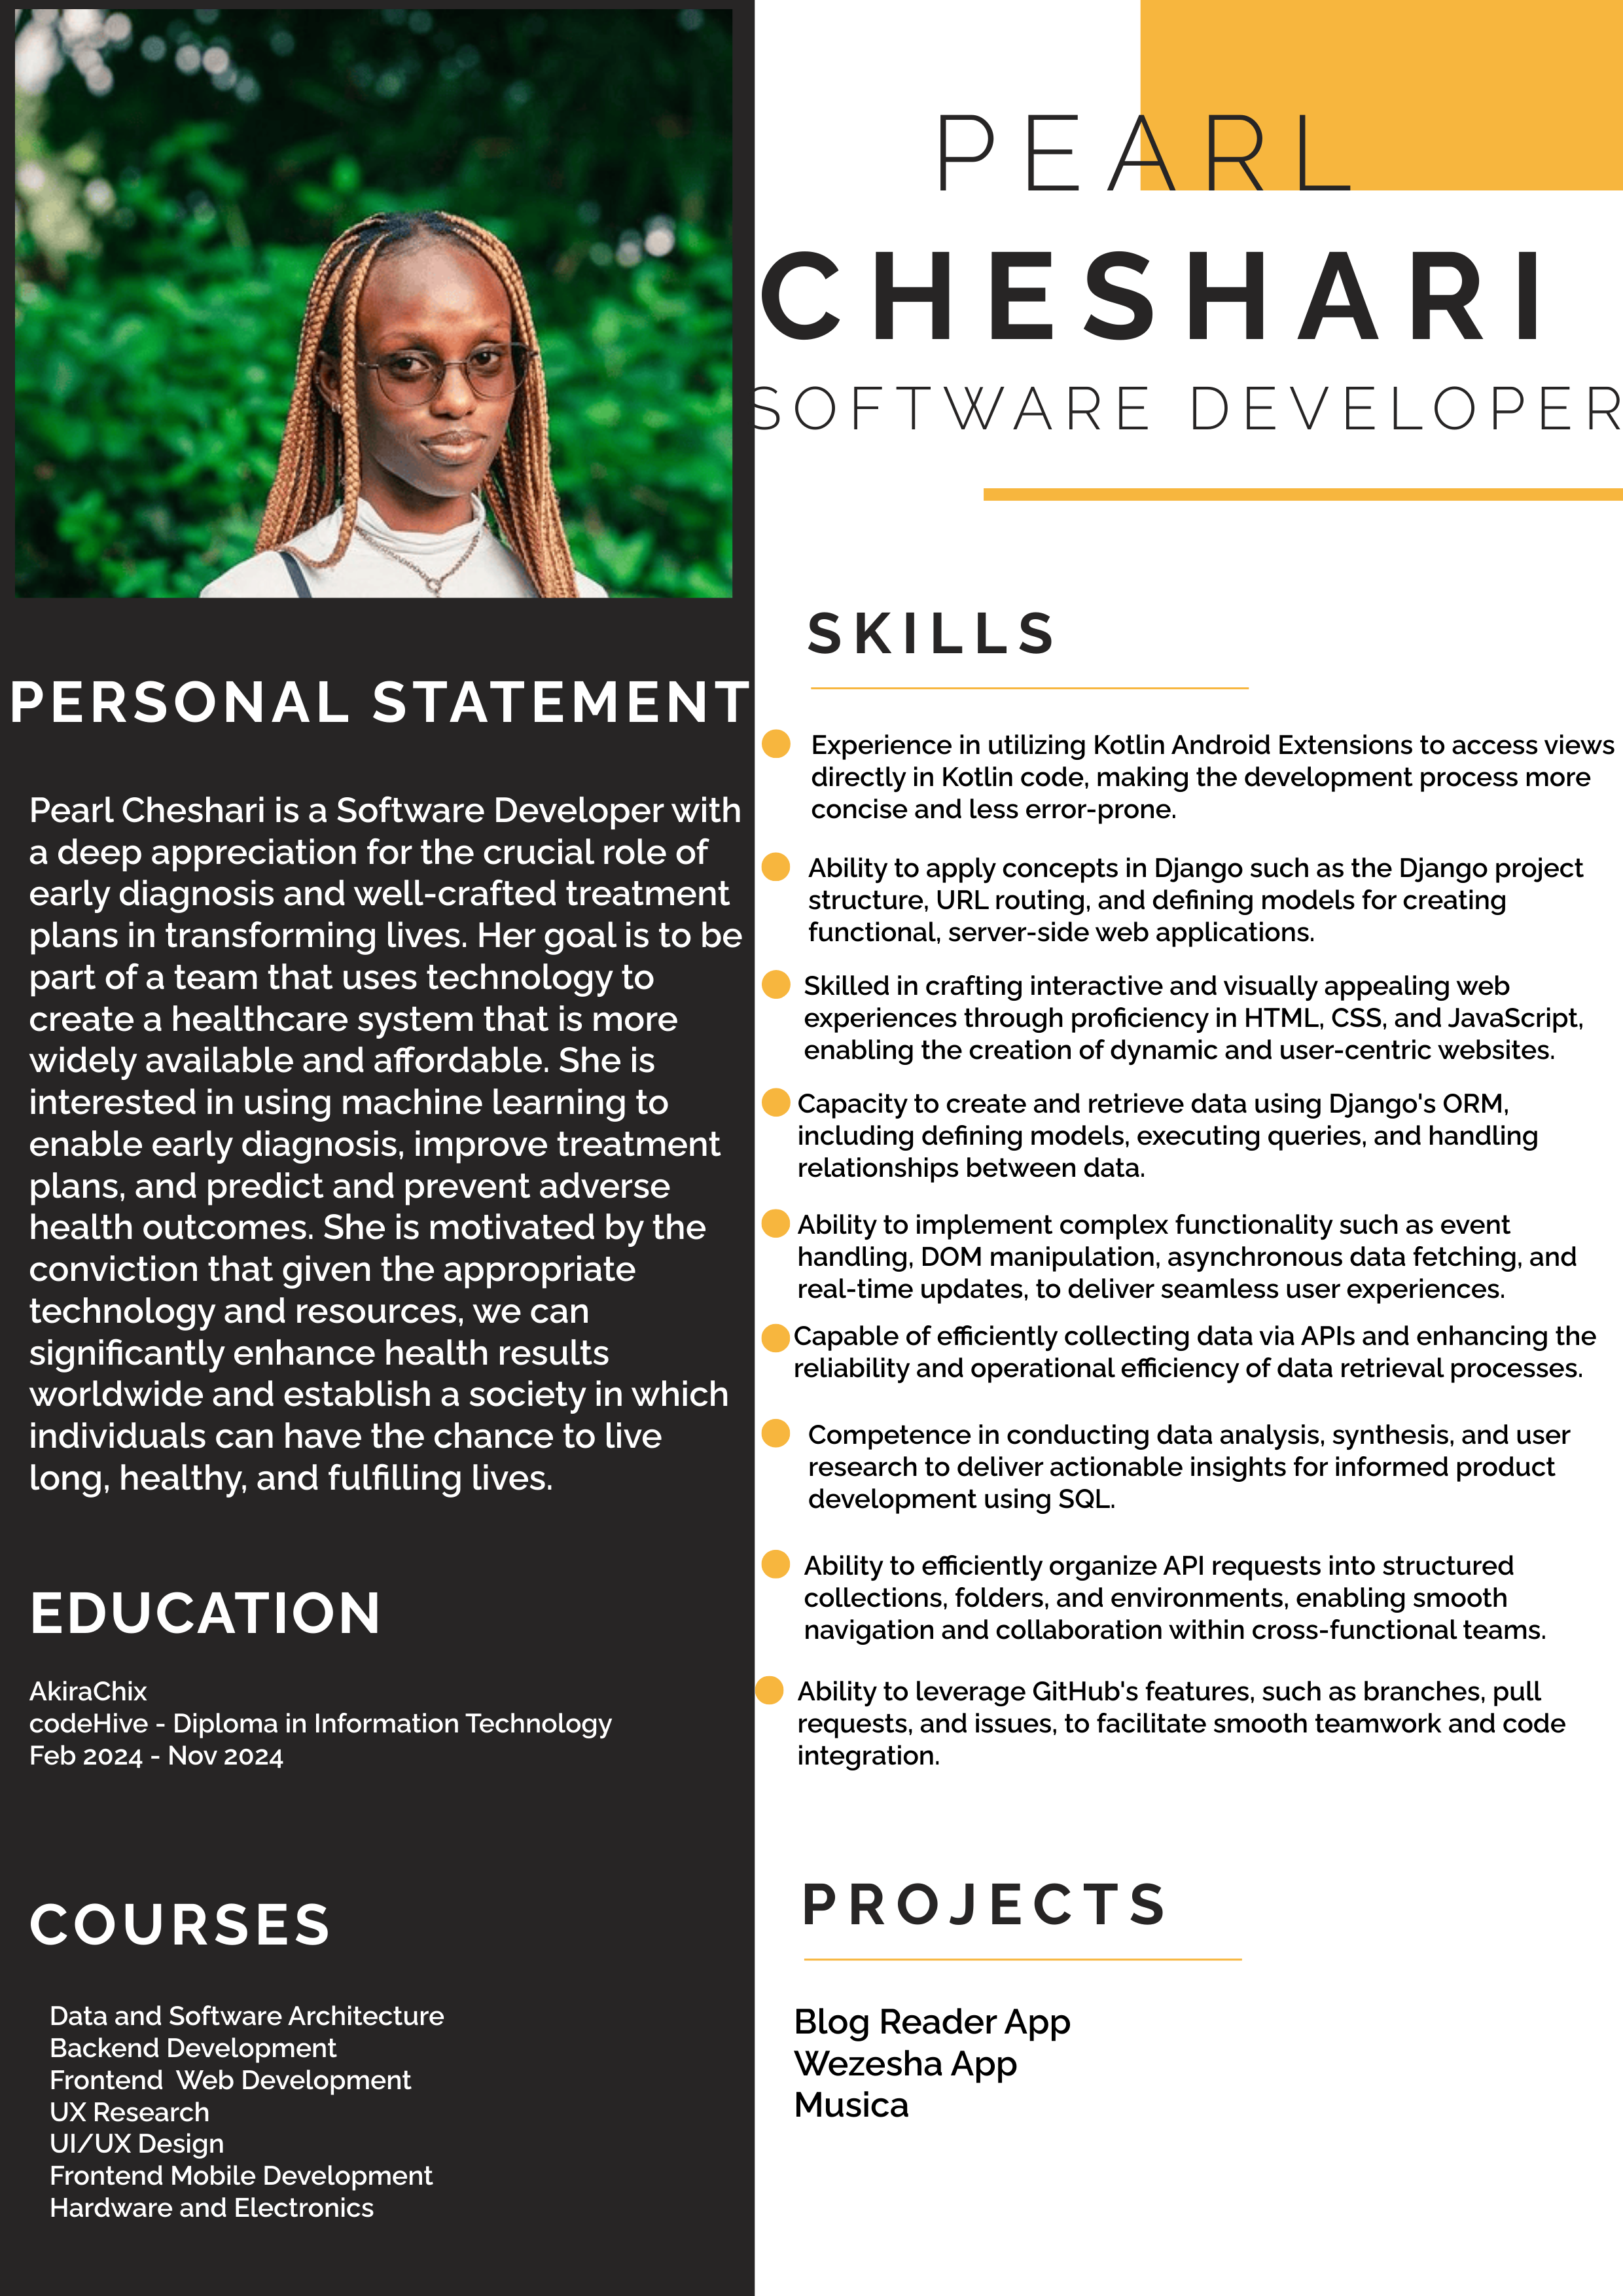 PEARL
CHESHARI
SOFTWARE DEVELOPER
PERSONAL STATEMENT
Pearl Cheshari is a Software Developer with
a deep appreciation for the crucial role of
early diagnosis and well-crafted treatment
plans in transforming lives. Her goal is to be
part of a team that uses technology to
create a healthcare system that is more
widely available and affordable. She is
interested in using machine learning to
enable early diagnosis, improve treatment
plans, and predict and prevent adverse
health outcomes. She is motivated by the
conviction that given the appropriate
technology and resources, we can
significantly enhance health results
worldwide and establish a society in which
individuals can have the chance to live
long, healthy, and fulfilling lives.
EDUCATION
AkiraChix
codeHive - Diploma in Information Technology
Feb 2024 - Nov 2024
COURSES
Data and Software Architecture
Backend Development
Frontend  Web Development
UX Research
UI/UX Design
Frontend Mobile Development
Hardware and Electronics
SKILLS
Experience in utilizing Kotlin Android Extensions to access views
directly in Kotlin code, making the development process more
concise and less error-prone.
Ability to apply concepts in Django such as the Django project
structure, URL routing, and defining models for creating
functional, server-side web applications.
Skilled in crafting interactive and visually appealing web
experiences through proficiency in HTML, CSS, and JavaScript,
enabling the creation of dynamic and user-centric websites.
Capacity to create and retrieve data using Django's ORM,
including defining models, executing queries, and handling
relationships between data.
Ability to implement complex functionality such as event
handling, DOM manipulation, asynchronous data fetching, and
real-time updates, to deliver seamless user experiences.
Capable of efficiently collecting data via APIs and enhancing the
reliability and operational efficiency of data retrieval processes.
Competence in conducting data analysis, synthesis, and user
research to deliver actionable insights for informed product
development using SQL.
Ability to efficiently organize API requests into structured
collections, folders, and environments, enabling smooth
navigation and collaboration within cross-functional teams.
Ability to leverage GitHub's features, such as branches, pull
requests, and issues, to facilitate smooth teamwork and code
integration.
PROJECTS
Blog Reader App
Wezesha App
Musica